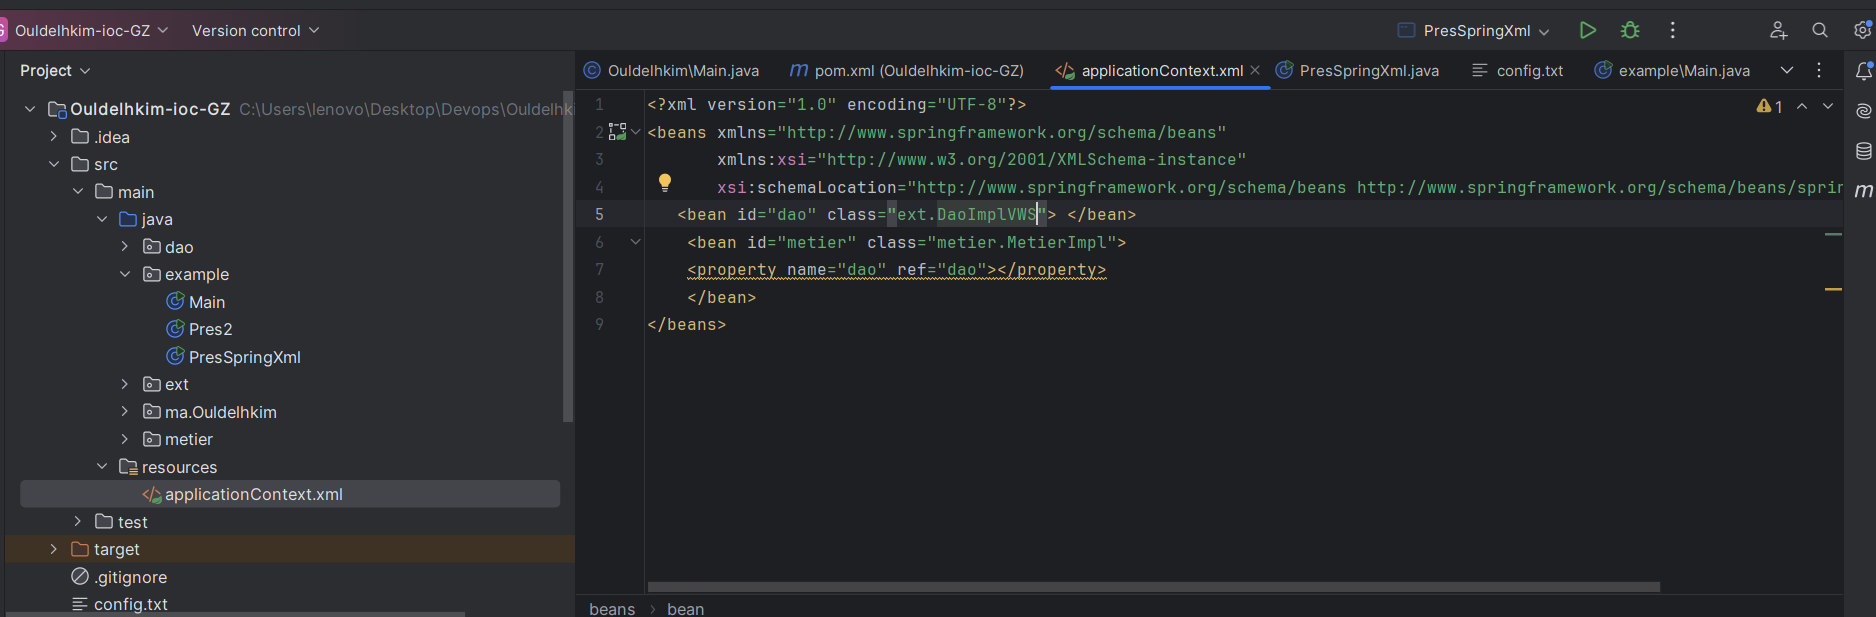 Ouldelhkim-ioc-GZ Version control PresSpringXml
Project
Ouldelhkim-ioc-GZ C:\Users\lenovo\Desktop\Devops\Ouldelhki
.idea
src
main
java
dao
example
Main
Pres2
PresSpringXml
ext
ma.Ouldelhkim
metier
resources
applicationContext.xml
test
target
.gitignore
config.txt
Ouldelhkim\Main.java m pom.xml (Ouldelhkim-ioc-GZ) applicationContext.xml PresSpringXml.java config.txt example\Main.java
1 <?xml version="1.0" encoding="UTF-8"?> 1
2 <beans xmlns="http://www.springframework.org/schema/beans"
3 xmlns:xsi="http://www.w3.org/2001/XMLSchema-instance"
4 xsi:schemaLocation="http://www.springframework.org/schema/beans http://www.springframework.org/schema/beans/sprin
5 <bean id="dao" class="ext.DaoImplVWS"> </bean>
6 <bean id="metier" class="metier.MetierImpl">
7 <property name="dao" ref="dao"></property>
8 </bean>
9 </beans>
beans > bean
m